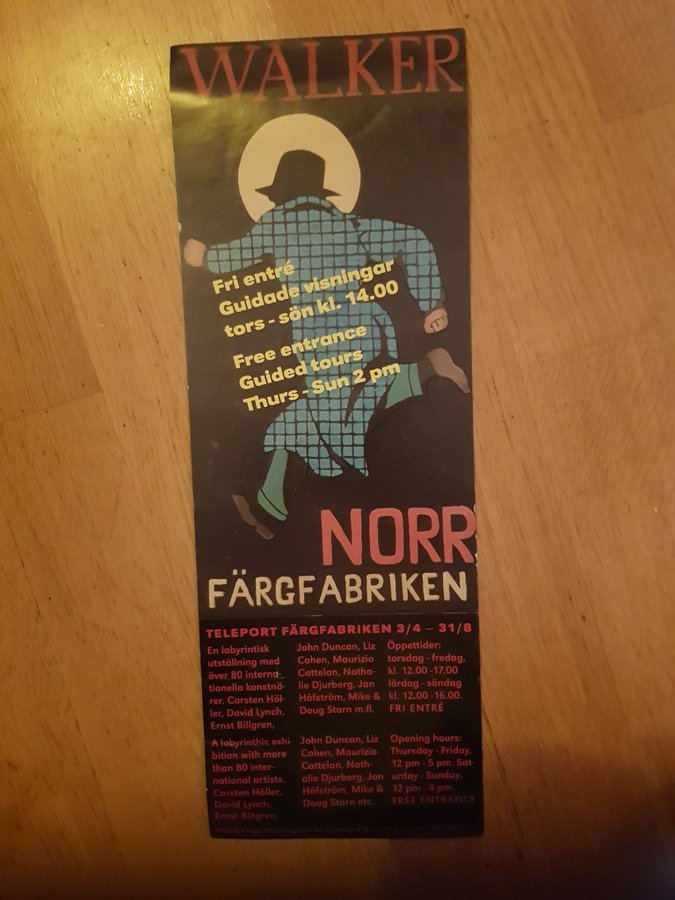 WALKER
Fri entré
Guidade visningar
tors - sön kl. 14.00
Free entrance
Guided tours
Thurs - Sun 2 pm
NORR
FÄRGFABRIKEN
TELEPORT FÄRGFABRIKEN 3/4 – 31/8
En labyrintisk
utställning med
över 80 interna-
tionella konstnä-
rer. Carsten Höl-
ler, David Lynch,
Ernst Billgren,
John Duncan, Liz
Cohen, Maurizio
Cattelan, Natha-
lie Djurberg, Jan
Håfström, Mike &
Doug Starn m.fl.
Öppettider:
torsdag - fredag,
kl. 12.00 -17.00
lördag - söndag
kl. 12.00 -16.00.
FRI ENTRÉ
A labyrinthic exhi-
bition with more
than 80 inter-
national artists.
Carsten Höller,
David Lynch,
Ernst Billgren,
John Duncan, Liz
Cohen, Maurizio
Cattelan, Nath-
alie Djurberg, Jan
Håfström, Mike &
Doug Starn etc.
Opening hours:
Thursday - Friday,
12 pm - 5 pm. Sat-
urday - Sunday,
12 pm - 4 pm.
FREE ENTRANCE